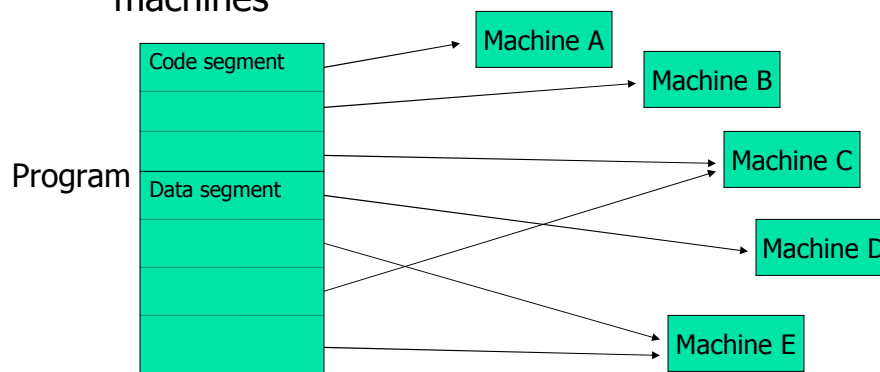 machines
Machine A
Code segment
Machine B
Machine C
Program
Data segment
Machine D
Machine E